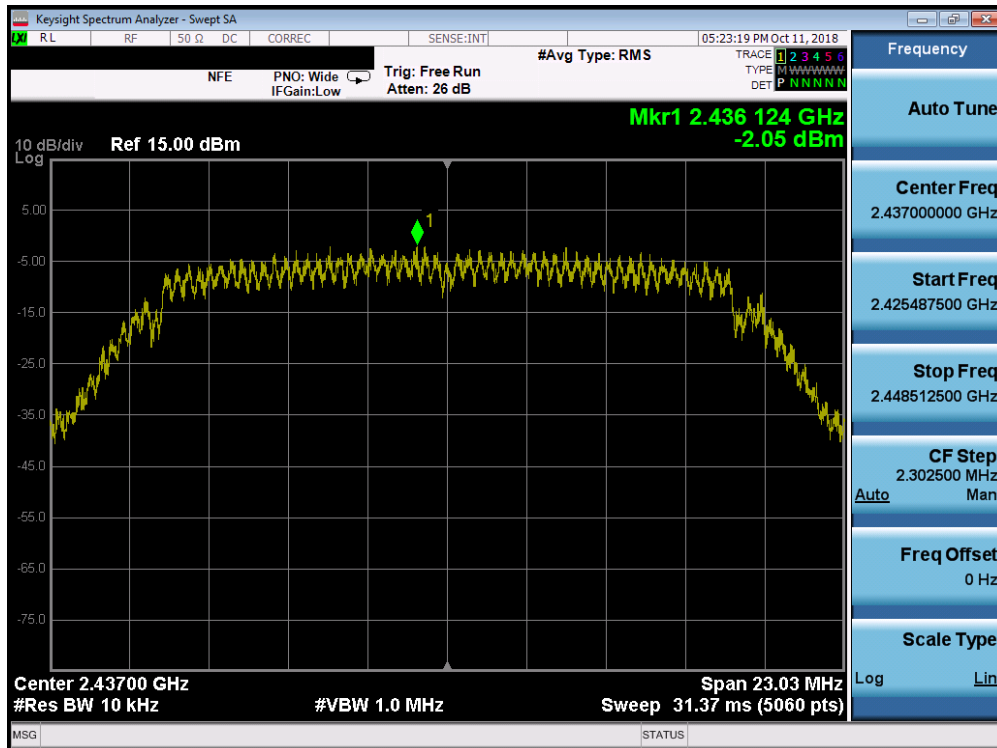 Keysight Spectrum Analyzer - Swept SA
LXI RL RF 50 Ω DC CORREC SENSE:INT 05:23:19 PM Oct 11, 2018
Frequency
NFE PNO: Wide Trig: Free Run #Avg Type: RMS TRACE 1 2 3 4 5 6
TYPE M W W W W W
IFGain:Low Atten: 26 dB DET P N N N N N
Mkr1 2.436 124 GHz
-2.05 dBm
10 dB/div Ref 15.00 dBm
Log
5.00
1
-5.00
-15.0
-25.0
-35.0
-45.0
-55.0
-65.0
-75.0
Center 2.43700 GHz Span 23.03 MHz
#Res BW 10 kHz #VBW 1.0 MHz Sweep 31.37 ms (5060 pts)
MSG STATUS
Auto Tune
Center Freq
2.437000000 GHz
Start Freq
2.425487500 GHz
Stop Freq
2.448512500 GHz
CF Step
2.302500 MHz
Auto Man
Freq Offset
0 Hz
Scale Type
Log Lin